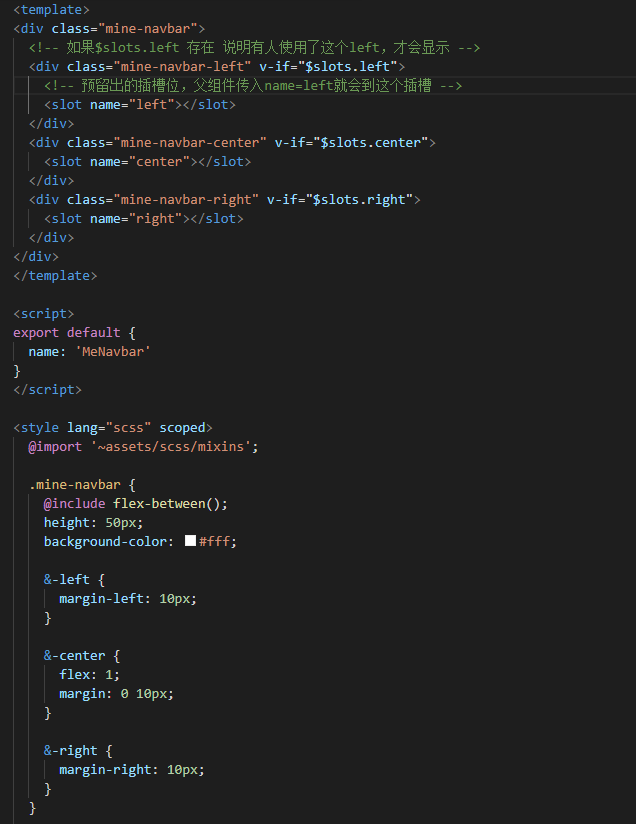 <template>
<div class="mine-navbar">
  <!-- 如果$slots.left 存在 说明有人使用了这个left，才会显示 -->
  <div class="mine-navbar-left" v-if="$slots.left">
    <!-- 预留出的插槽位，父组件传入name=left就会到这个插槽 -->
    <slot name="left"></slot>
  </div>
  <div class="mine-navbar-center" v-if="$slots.center">
    <slot name="center"></slot>
  </div>
  <div class="mine-navbar-right" v-if="$slots.right">
    <slot name="right"></slot>
  </div>
</div>
</template>

<script>
export default {
  name: 'MeNavbar'
}
</script>

<style lang="scss" scoped>
  @import '~assets/scss/mixins';

  .mine-navbar {
    @include flex-between();
    height: 50px;
    background-color: #fff;

    &-left {
      margin-left: 10px;
    }

    &-center {
      flex: 1;
      margin: 0 10px;
    }

    &-right {
      margin-right: 10px;
    }
  }